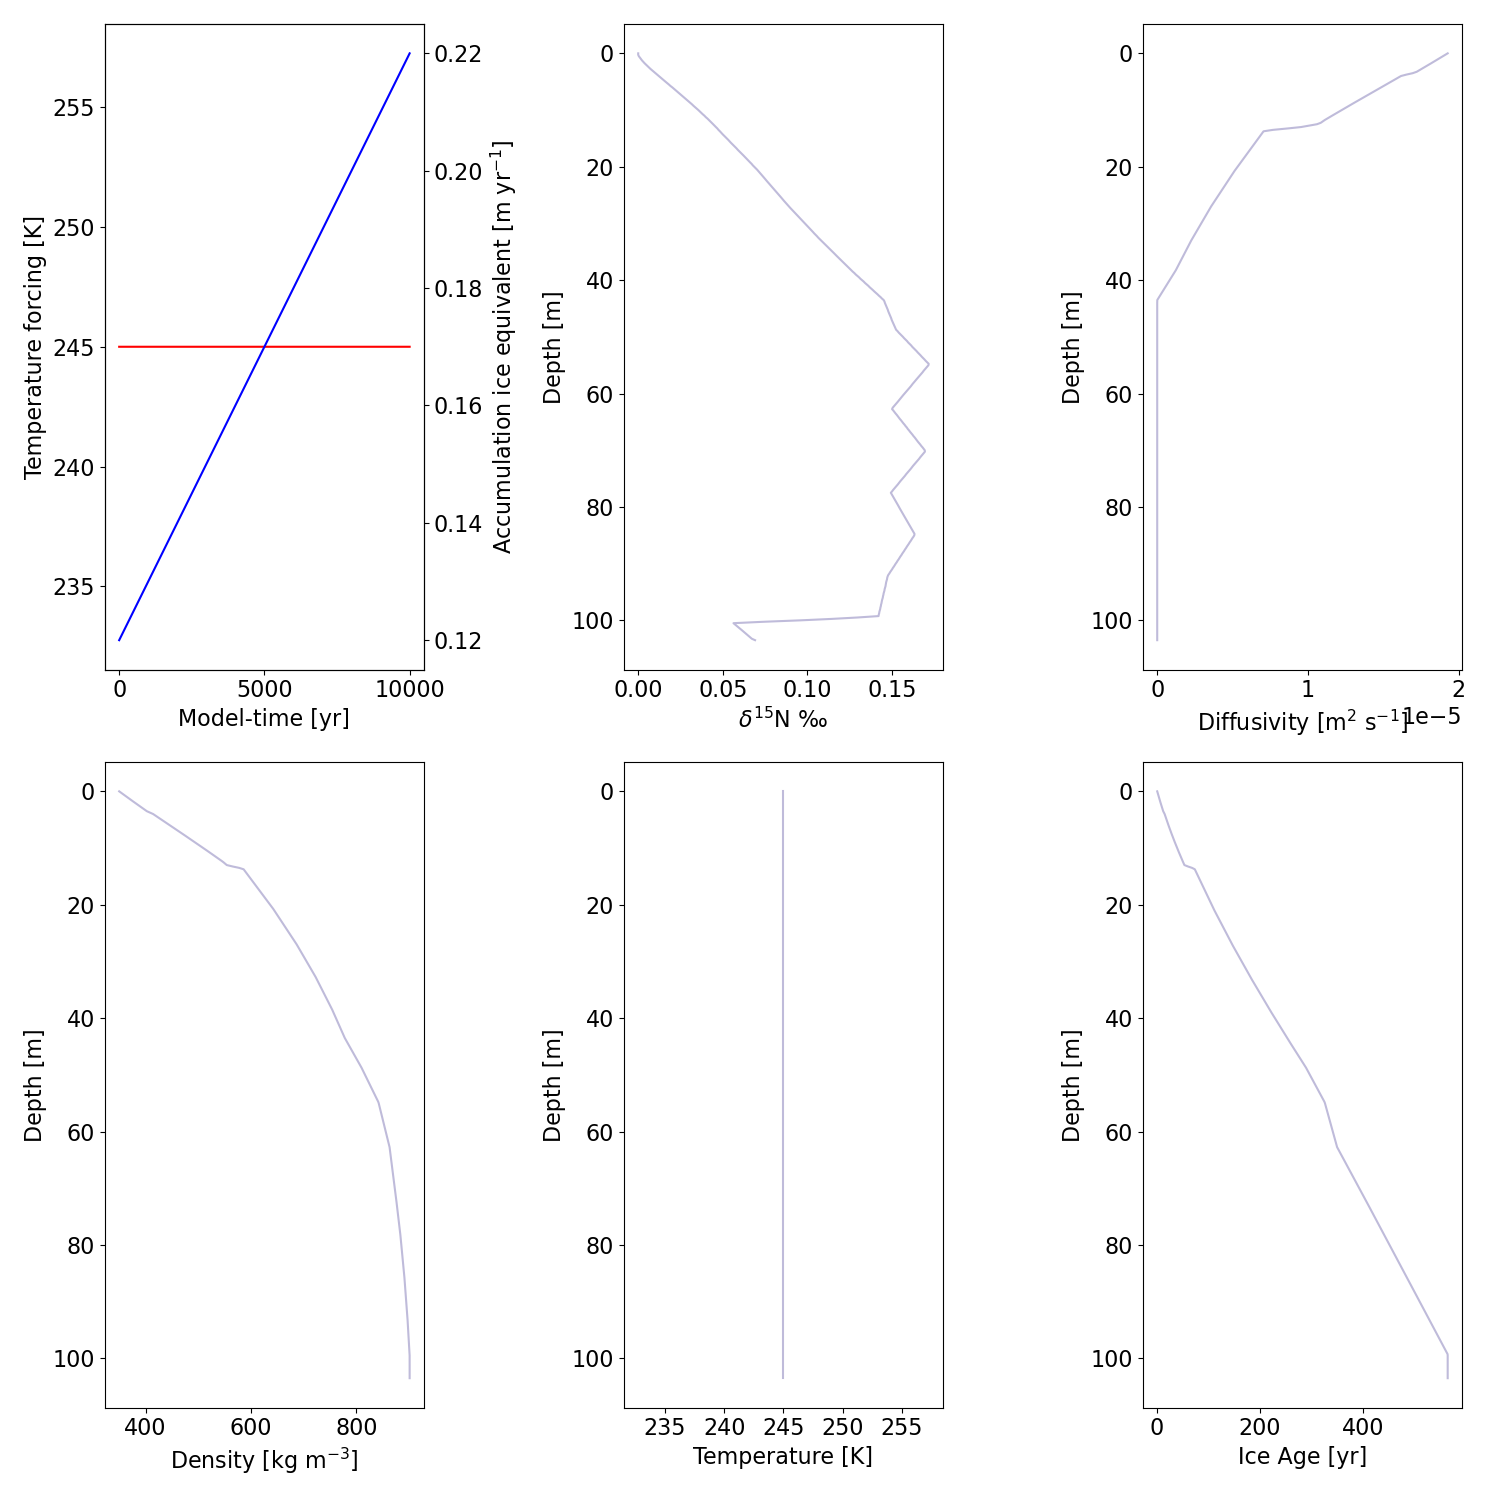 Temperature forcing [K]
255
250
245
240
235
0 5000 10000
Model-time [yr]
0.22
0.20
0.18
0.16
0.14
0.12
Accumulation ice equivalent [m yr⁻¹]
Depth [m]
0
20
40
60
80
100
0.00 0.05 0.10 0.15
δ¹⁵N ‰
Depth [m]
0
20
40
60
80
100
0 1 2
Diffusivity [m² s⁻¹]
1e−5
Depth [m]
0
20
40
60
80
100
400 600 800
Density [kg m⁻³]
Depth [m]
0
20
40
60
80
100
235 240 245 250 255
Temperature [K]
Depth [m]
0
20
40
60
80
100
0 200 400
Ice Age [yr]